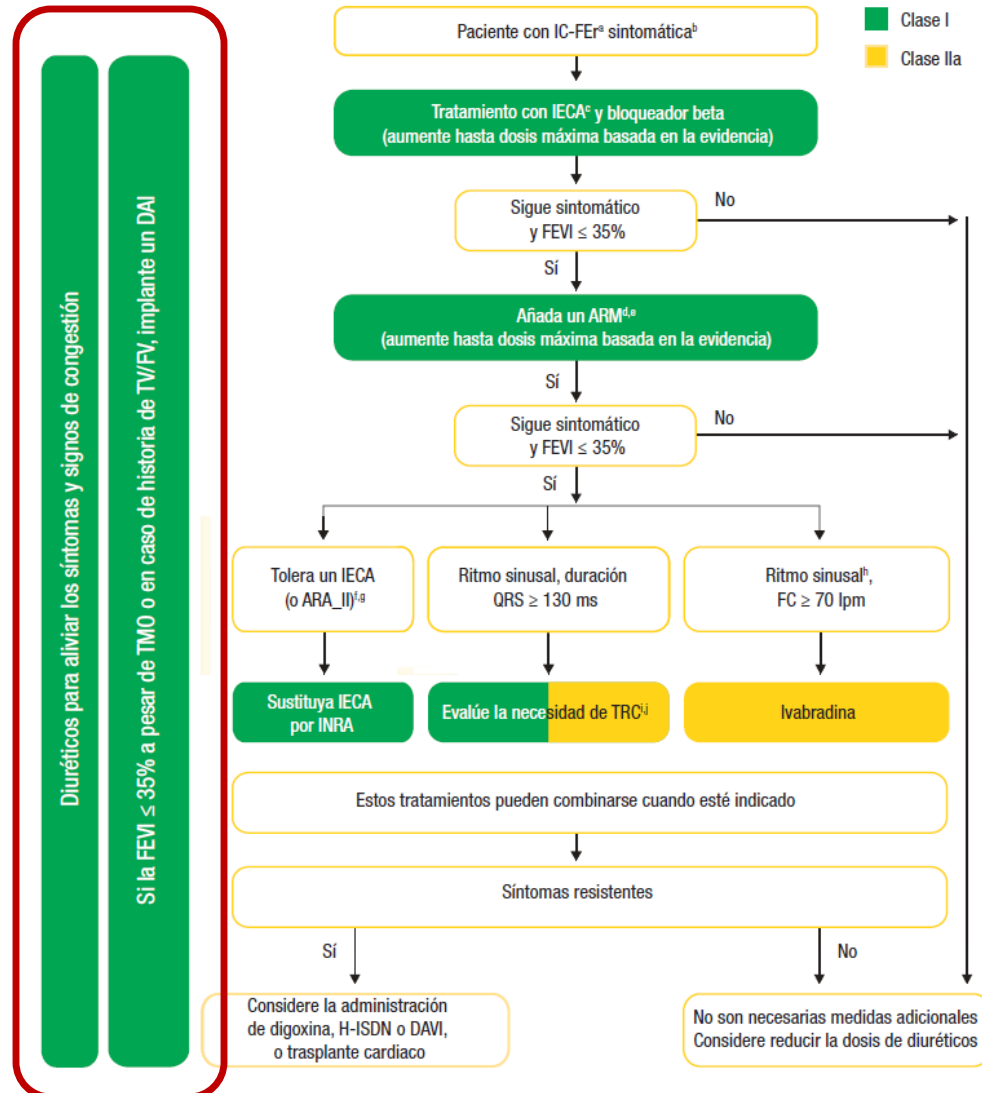 Diuréticos para aliviar los síntomas y signos de congestión
Si la FEVI ≤ 35% a pesar de TMO o en caso de historia de TV/FV, implante un DAI
Clase I
Clase IIa
Paciente con IC-FErᵃ sintomáticaᵇ
Tratamiento con IECAᶜ y bloqueador beta
(aumente hasta dosis máxima basada en la evidencia)
Sigue sintomático
y FEVI ≤ 35%
No
Sí
Añada un ARMᵈ,ᵉ
(aumente hasta dosis máxima basada en la evidencia)
Sí
Sigue sintomático
y FEVI ≤ 35%
No
Sí
Tolera un IECA
(o ARA_II)ᶠ,ᵍ
Ritmo sinusal, duración
QRS ≥ 130 ms
Ritmo sinusalʰ,
FC ≥ 70 lpm
Sustituya IECA
por INRA
Evalúe la necesidad de TRCⁱ,ʲ
Ivabradina
Estos tratamientos pueden combinarse cuando esté indicado
Síntomas resistentes
Sí
No
Considere la administración
de digoxina, H-ISDN o DAVI,
o trasplante cardiaco
No son necesarias medidas adicionales
Considere reducir la dosis de diuréticos